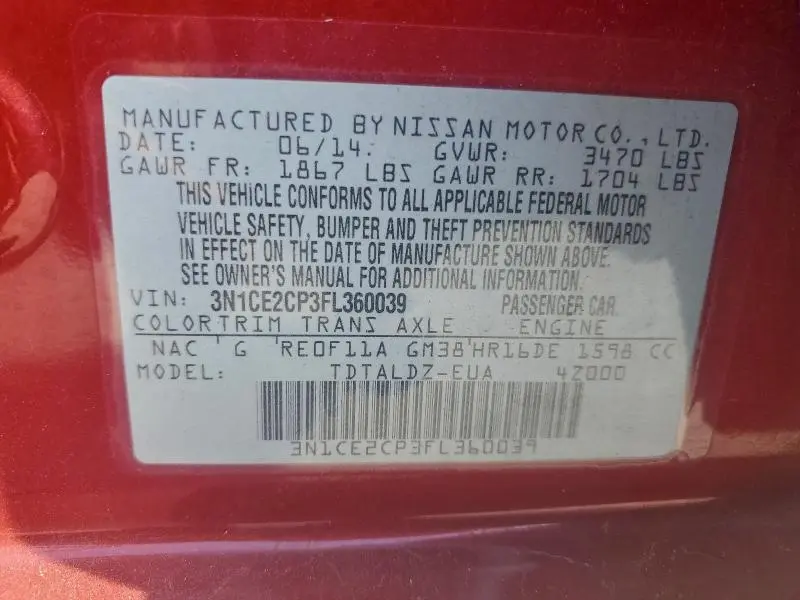 MANUFACTURED BY NISSAN MOTOR CO., LTD.
DATE: 06/14. GVWR: 3470 LBS
GAWR FR: 1867 LBS GAWR RR: 1704 LBS
THIS VEHICLE CONFORMS TO ALL APPLICABLE FEDERAL MOTOR
VEHICLE SAFETY, BUMPER AND THEFT PREVENTION STANDARDS
IN EFFECT ON THE DATE OF MANUFACTURE SHOWN ABOVE.
SEE OWNER'S MANUAL FOR ADDITIONAL INFORMATION.
VIN: 3N1CE2CP3FL360039 PASSENGER CAR
COLOR TRIM TRANS AXLE ENGINE
NAC G RE0F11A GM38 HR16DE 1598 CC
MODEL: TDTALDZ-EUA 4Z000
3N1CE2CP3FL360039